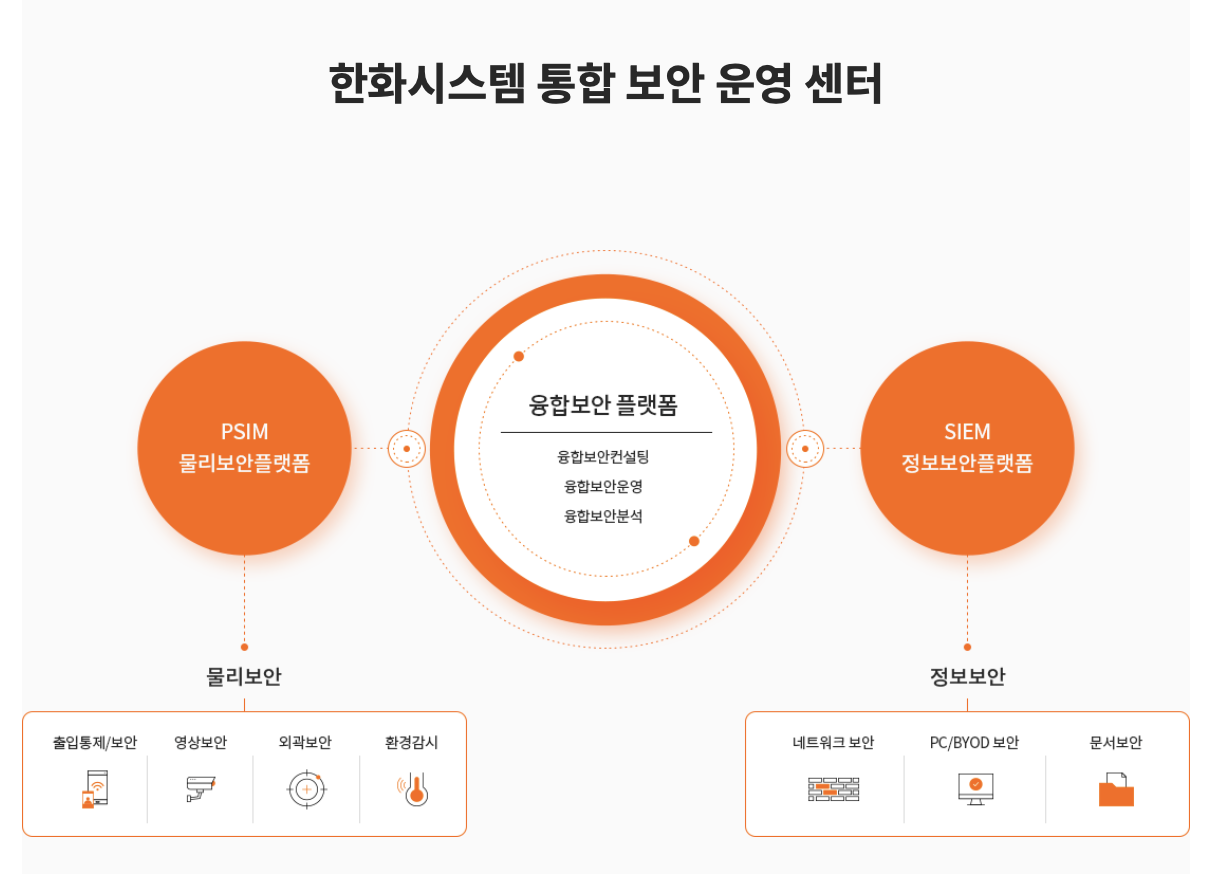 한화시스템 통합 보안 운영 센터
PSIM
물리보안플랫폼
융합보안 플랫폼
융합보안컨설팅
융합보안운영
융합보안분석
SIEM
정보보안플랫폼
물리보안
출입통제/보안
영상보안
외곽보안
환경감시
정보보안
네트워크 보안
PC/BYOD 보안
문서보안